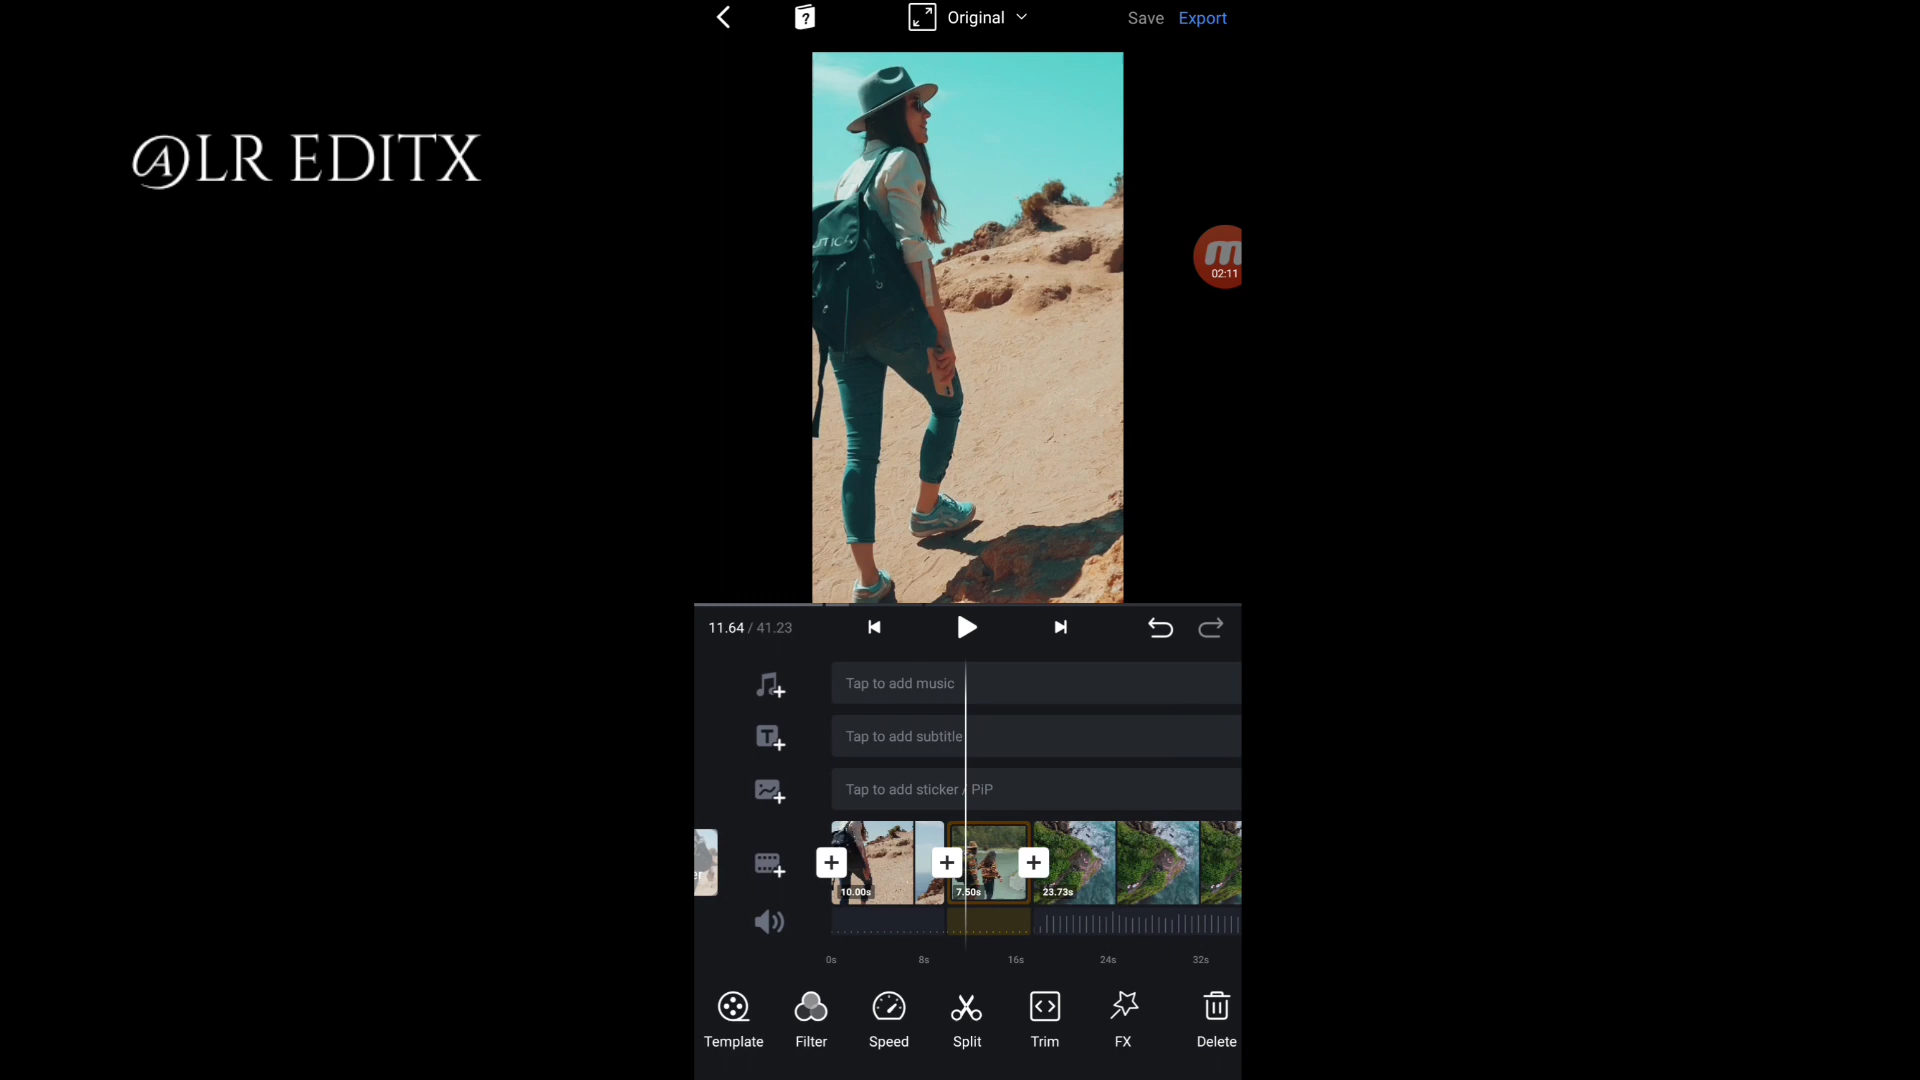 Original
Save
Export
@LR EDITX
UTIC
02:11
11.64 / 41.23
Tap to add music
T
Tap to add subtitle
Tap to add sticker / PiP
er
10.00s
7.50s
23.73s
0s
8s
16s
24s
32s
Template
Filter
Speed
Split
Trim
FX
Delete